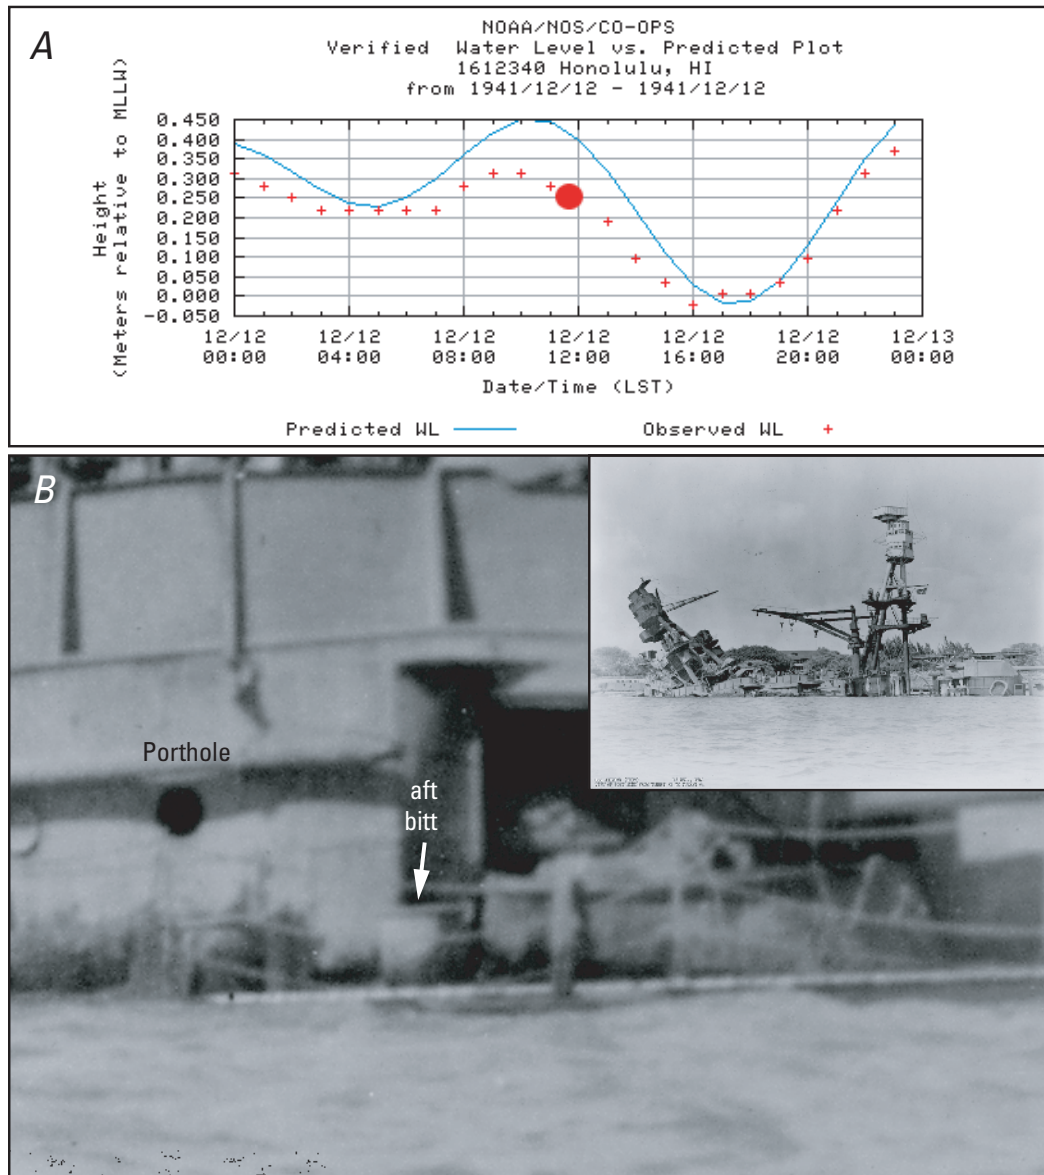 A
NOAA/NOS/CO-OPS
Verified Water Level vs. Predicted Plot
1612340 Honolulu, HI
from 1941/12/12 - 1941/12/12
Height
(Meters relative to MLLW)
0.450
0.400
0.350
0.300
0.250
0.200
0.150
0.100
0.050
0.000
-0.050
12/12 12/12 12/12 12/12 12/12 12/12 12/13
00:00 04:00 08:00 12:00 16:00 20:00 00:00
Date/Time (LST)
Predicted WL Observed WL
B
Porthole
aft
bitt